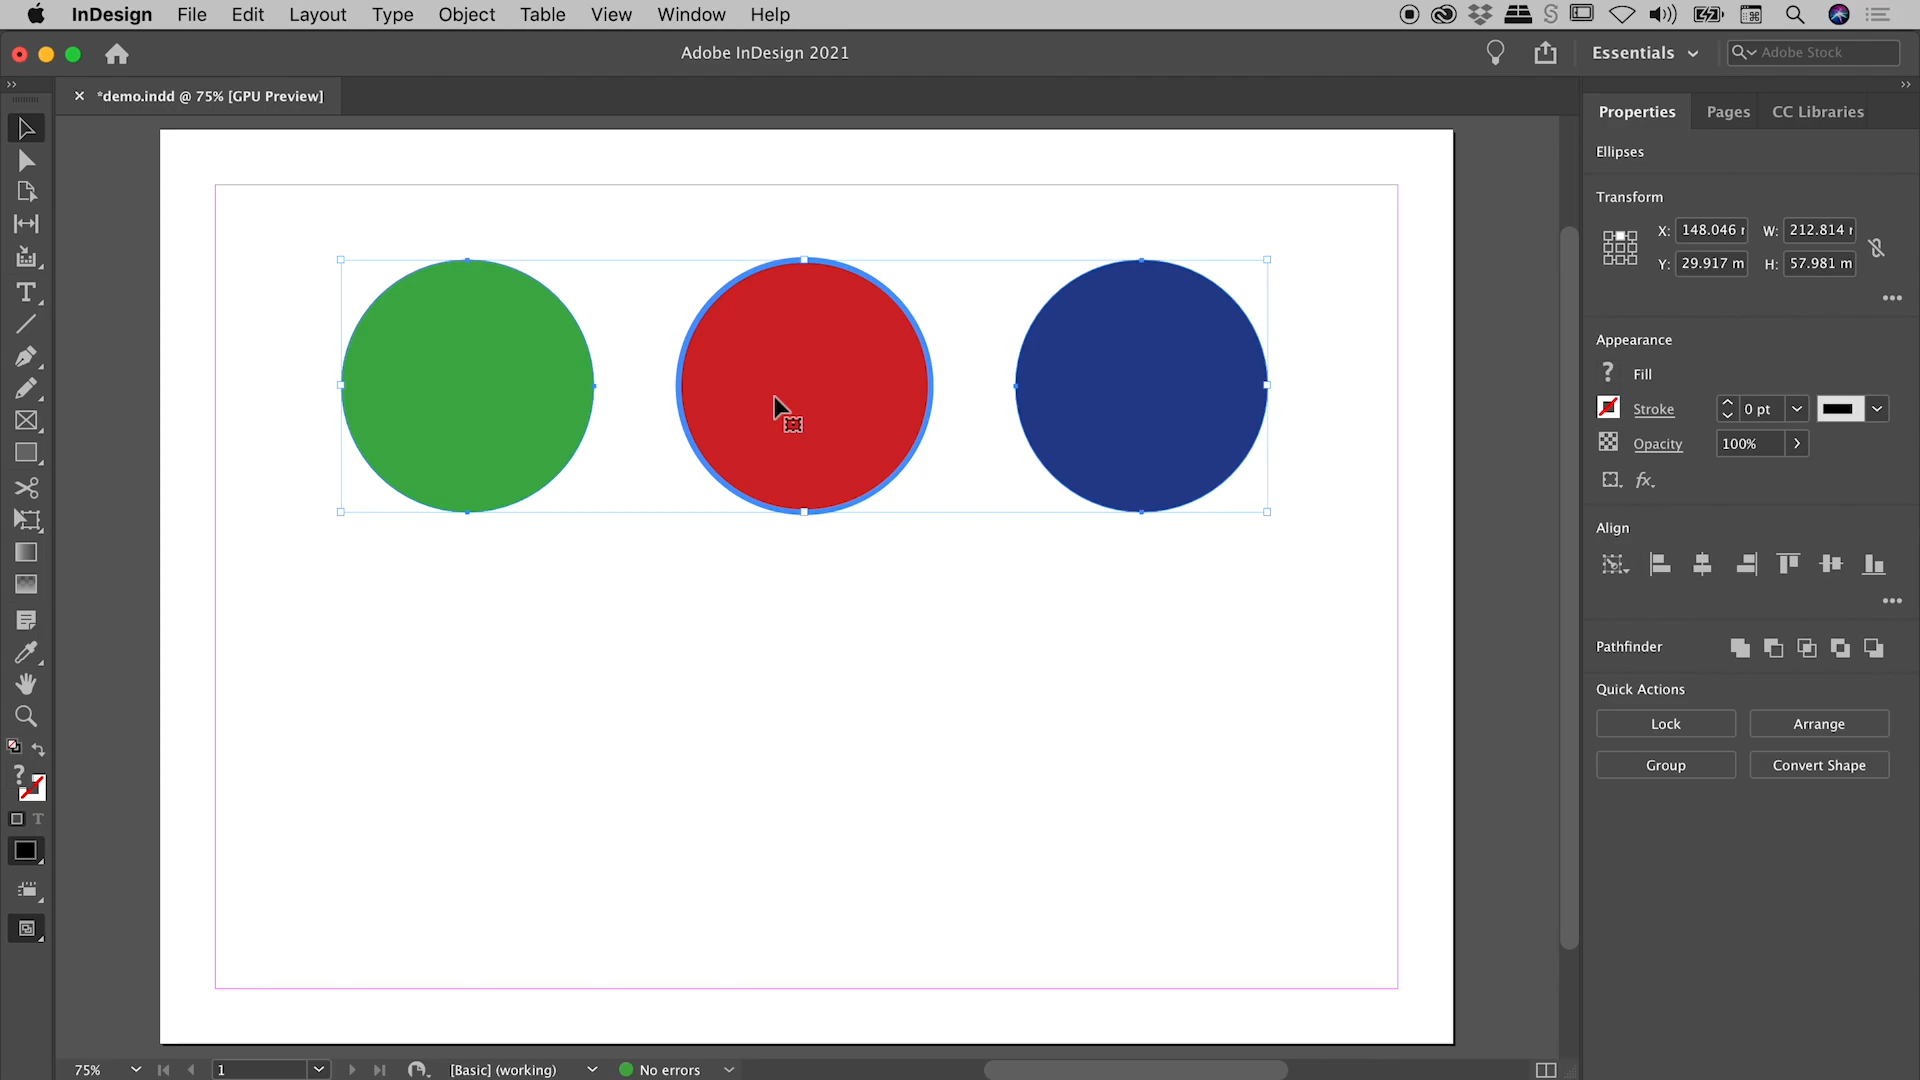 InDesign File Edit Layout Type Object Table View Window Help
Adobe InDesign 2021
Essentials
Adobe Stock
*demo.indd @ 75% [GPU Preview]
Properties Pages CC Libraries
Ellipses
Transform
X: 148.046 W: 212.814
Y: 29.917 m H: 57.981 m
Appearance
? Fill
Stroke 0 pt
Opacity 100%
fx.
Align
Pathfinder
Quick Actions
Lock Arrange
Group Convert Shape
75% 1 [Basic] (working) No errors